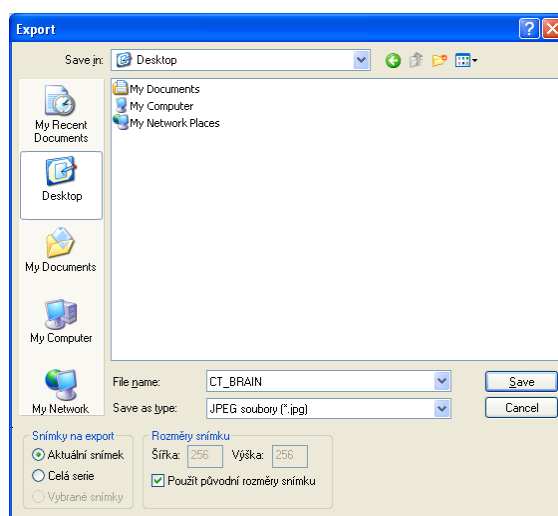 Export
Save in: Desktop
My Documents
My Computer
My Network Places
My Recent
Documents
Desktop
My Documents
My Computer
My Network
File name: CT_BRAIN Save
Save as type: JPEG soubory (*.jpg) Cancel
Snímky na export Rozměry snímku
Aktuální snímek Šířka: 256 Výška: 256
Celá serie Použít původní rozměry snímku
Vybrané snímky